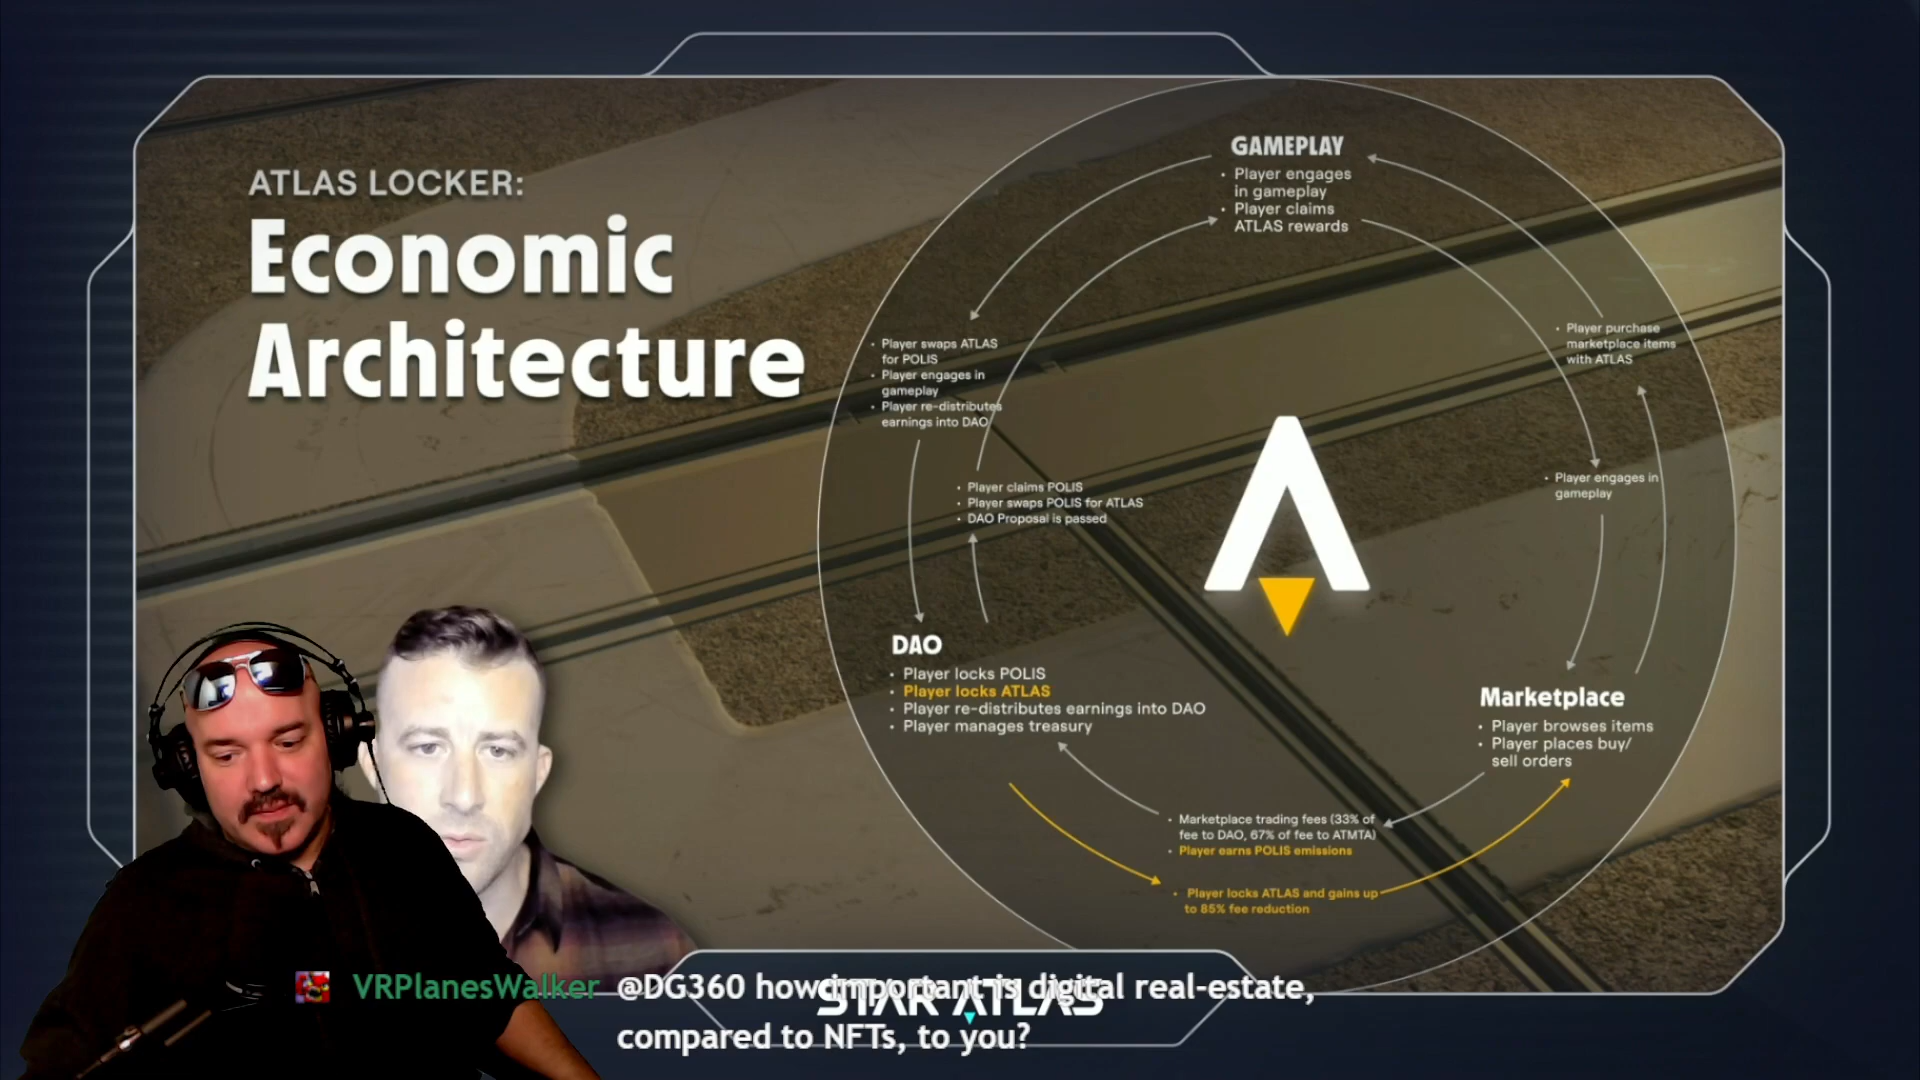 ATLAS LOCKER:
Economic
Architecture
GAMEPLAY
• Player engages
in gameplay
• Player claims
ATLAS rewards
• Player swaps ATLAS
for POLIS
• Player engages in
gameplay
• Player re-distributes
earnings into DAO
• Player claims POLIS
• Player swaps POLIS for ATLAS
• DAO Proposal is passed
• Player purchase
marketplace items
with ATLAS
• Player engages in
gameplay
DAO
• Player locks POLIS
• Player locks ATLAS
• Player re-distributes earnings into DAO
• Player manages treasury
Marketplace
• Player browses items
• Player places buy/
sell orders
• Marketplace trading fees (33% of
fee to DAO, 67% of fee to ATMTA)
• Player earns POLIS emissions
• Player locks ATLAS and gains up
to 85% fee reduction
STAR ATLAS
VRPlanesWalker @DG360 how important is digital real-estate,
compared to NFTs, to you?